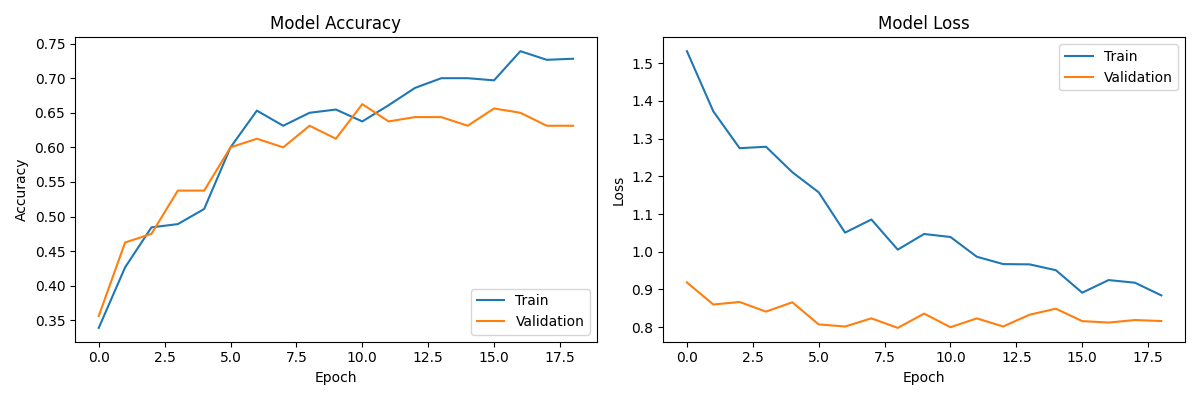 Model Accuracy
Accuracy
0.75
0.70
0.65
0.60
0.55
0.50
0.45
0.40
0.35
0.0 2.5 5.0 7.5 10.0 12.5 15.0 17.5
Epoch
Train
Validation
Model Loss
Loss
1.5
1.4
1.3
1.2
1.1
1.0
0.9
0.8
0.0 2.5 5.0 7.5 10.0 12.5 15.0 17.5
Epoch
Train
Validation